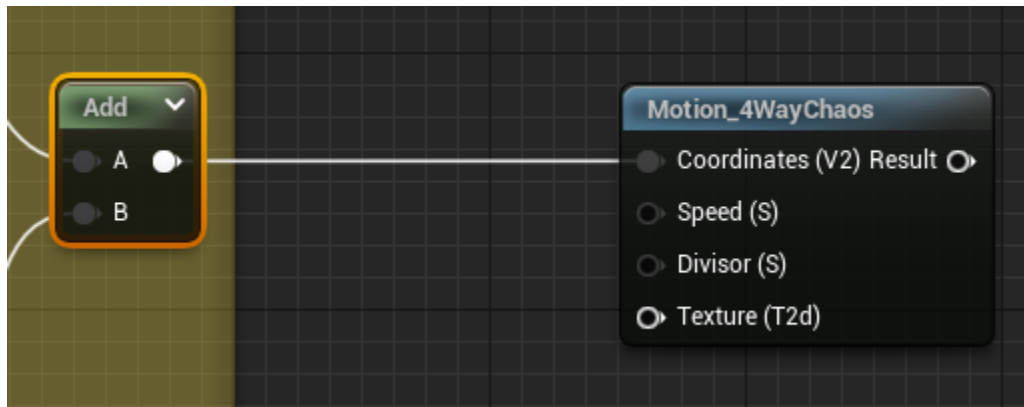 Add
A
B
Motion_4WayChaos
Coordinates (V2) Result
Speed (S)
Divisor (S)
Texture (T2d)